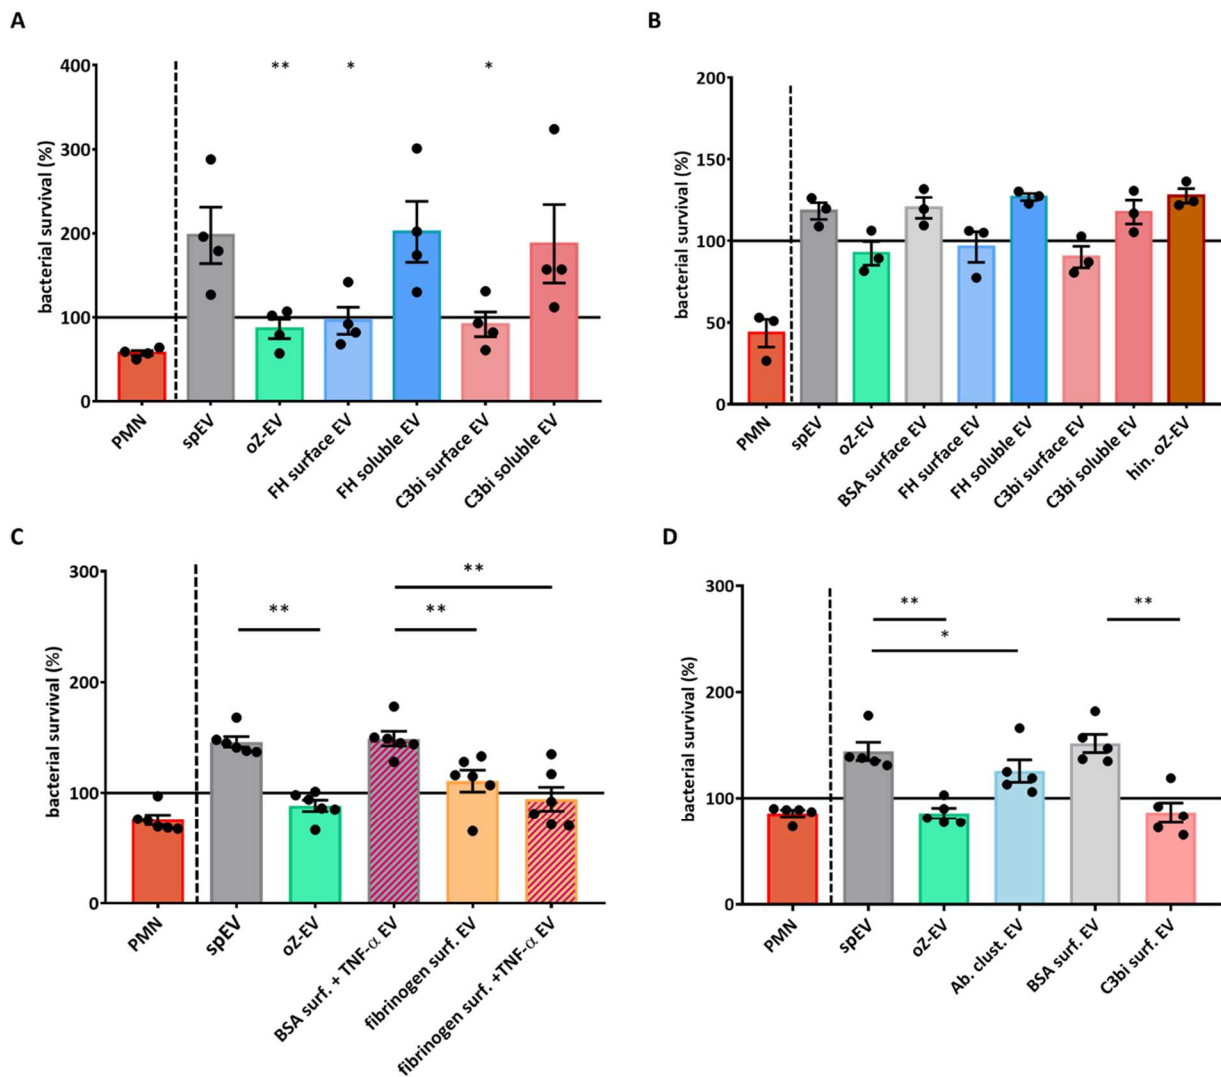 A
bacterial survival (%)
400
300
200
100
0
** * *
PMN
spEV
oZ-EV
FH surface EV
FH soluble EV
C3bi surface EV
C3bi soluble EV
B
bacterial survival (%)
200
150
100
50
0
PMN
spEV
oZ-EV
BSA surface EV
FH surface EV
FH soluble EV
C3bi surface EV
C3bi soluble EV
hin. oZ-EV
C
bacterial survival (%)
300
200
100
0
**
**
**
PMN
spEV
oZ-EV
BSA surf. + TNF-α EV
fibrinogen surf. EV
fibrinogen surf. +TNF-α EV
D
bacterial survival (%)
300
200
100
0
**
**
*
PMN
spEV
oZ-EV
Ab. clust. EV
BSA surf. EV
C3bi surf. EV